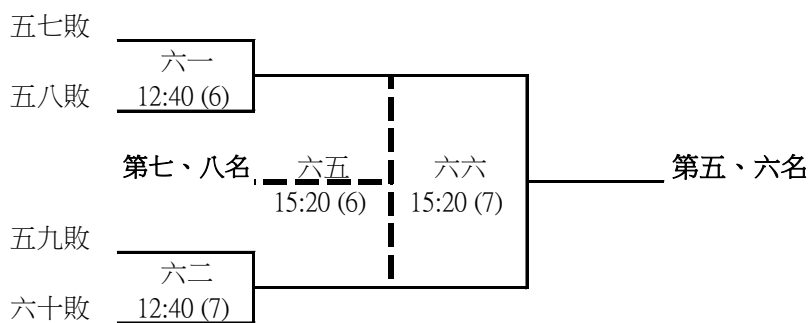 五七敗
六一
五八敗
12:40 (6)
第七、八名
六五
六六
第五、六名
15:20 (6)
15:20 (7)
五九敗
六二
六十敗
12:40 (7)